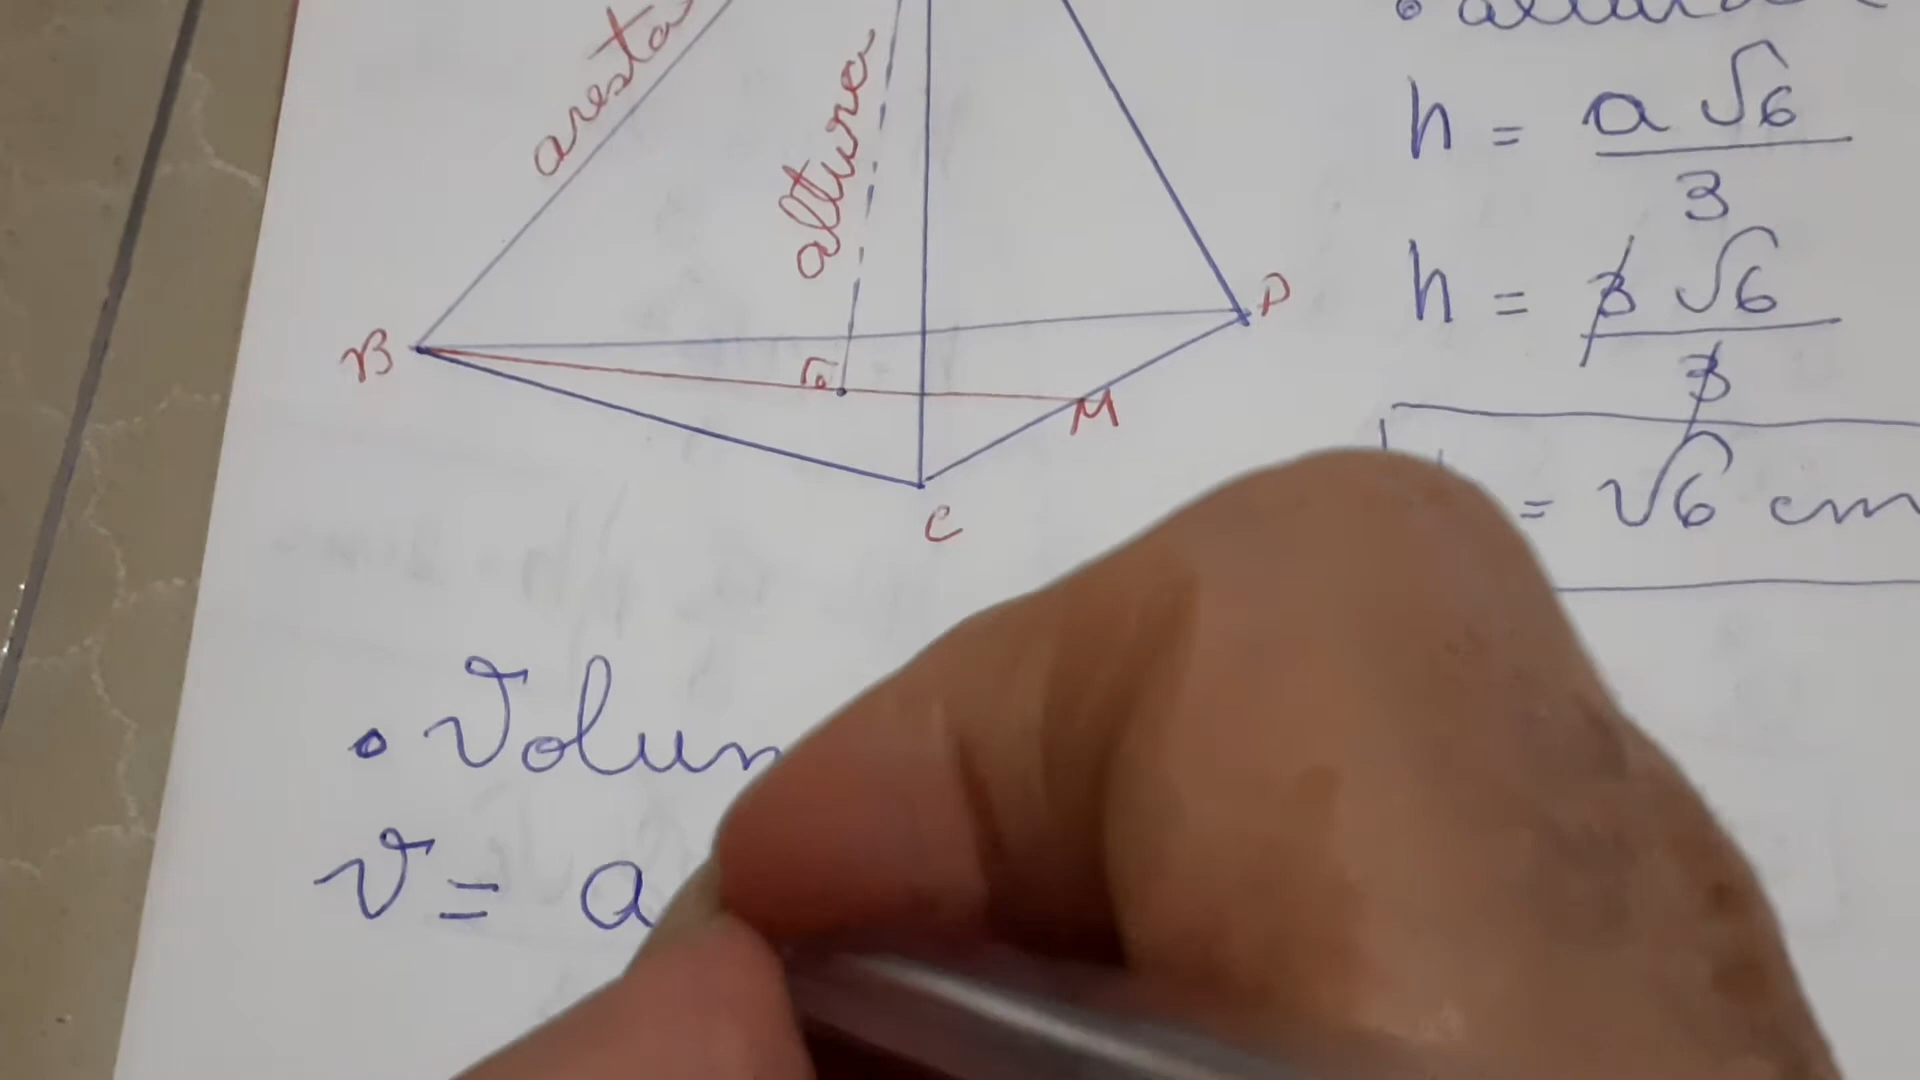 aresta
altura
B
D
M
C
h = a √6 / 3
h = 3 √6 / 3
= √6 cm
• Volum
V = a